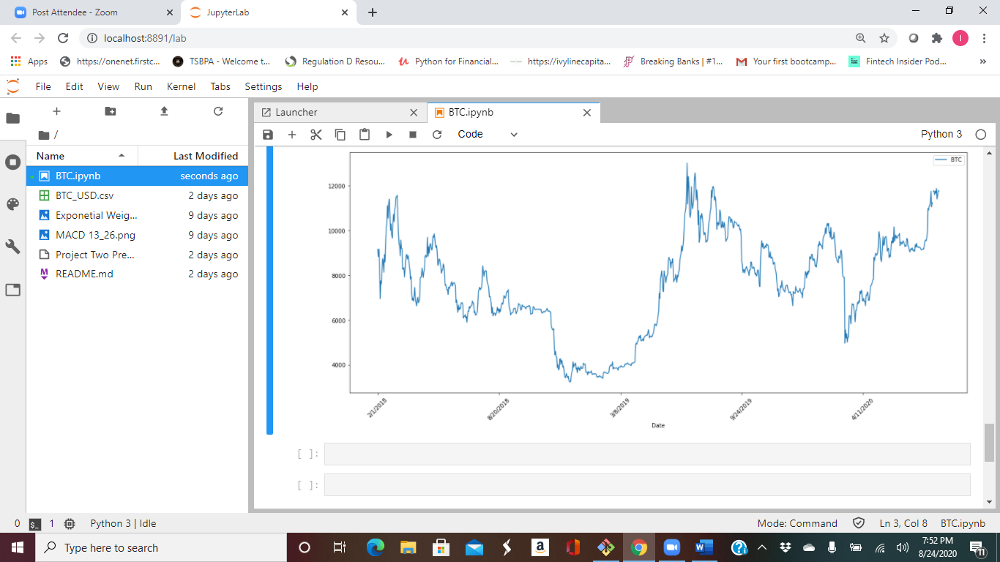 Post Attendee - Zoom
JupyterLab
localhost:8891/lab
I
Apps
https://onenet.firstc...
TSBPA - Welcome t...
Regulation D Resou...
Python for Financial...
https://ivylinecapita...
Breaking Banks | #1...
Your first bootcamp...
Fintech Insider Pod...
»
File Edit View Run Kernel Tabs Settings Help
/
Name Last Modified
BTC.ipynb seconds ago
BTC_USD.csv 2 days ago
Exponetial Weig... 9 days ago
MACD 13_26.png 9 days ago
Project Two Pre... 2 days ago
README.md 2 days ago
Launcher
BTC.ipynb
Code
Python 3
BTC
12000
10000
8000
6000
4000
2/1/2018
8/20/2018
3/8/2019
9/24/2019
4/11/2020
Date
[ ]:
[ ]:
0 $_ 1 Python 3 | Idle
Mode: Command Ln 3, Col 8 BTC.ipynb
Type here to search
7:52 PM
8/24/2020
11